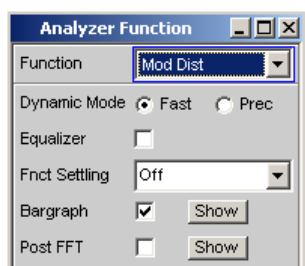 Analyzer Function
Function Mod Dist
Dynamic Mode Fast Prec
Equalizer
Fnct Settling Off
Bargraph Show
Post FFT Show